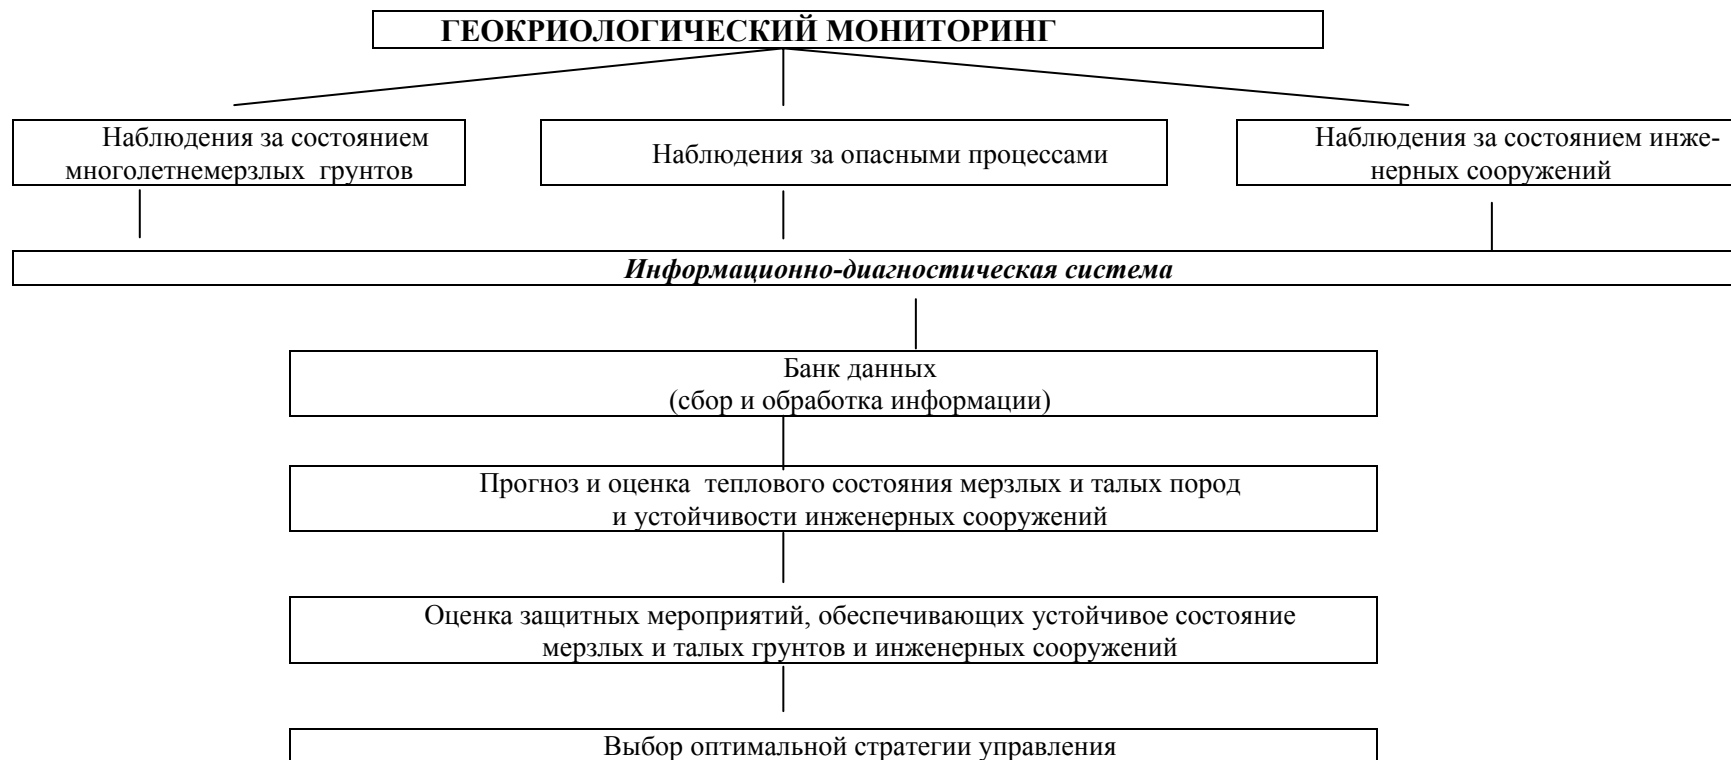 ГЕОКРИОЛОГИЧЕСКИЙ МОНИТОРИНГ
Наблюдения за состоянием
многолетнемерзлых грунтов
Наблюдения за опасными процессами
Наблюдения за состоянием инже-
нерных сооружений
Информационно-диагностическая система
Банк данных
(сбор и обработка информации)
Прогноз и оценка теплового состояния мерзлых и талых пород
и устойчивости инженерных сооружений
Оценка защитных мероприятий, обеспечивающих устойчивое состояние
мерзлых и талых грунтов и инженерных сооружений
Выбор оптимальной стратегии управления